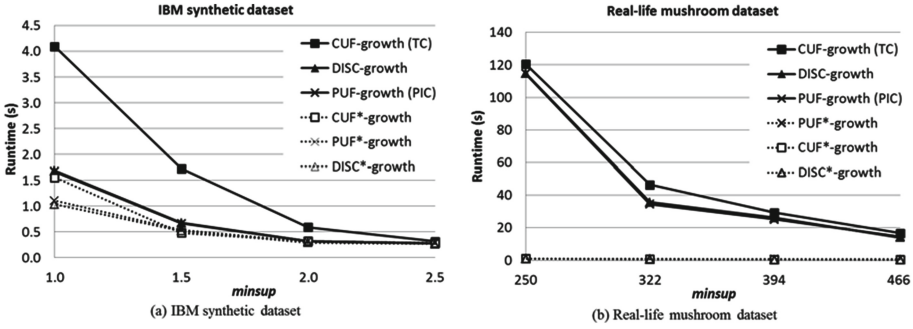 IBM synthetic dataset
Runtime (s)
4.5
4.0
3.5
3.0
2.5
2.0
1.5
1.0
0.5
0.0
CUF-growth (TC)
DISC-growth
PUF-growth (PIC)
CUF*-growth
PUF*-growth
DISC*-growth
1.0
1.5
2.0
2.5
minsup
(a) IBM synthetic dataset
Real-life mushroom dataset
Runtime (s)
140
120
100
80
60
40
20
0
CUF-growth (TC)
DISC-growth
PUF-growth (PIC)
PUF*-growth
CUF*-growth
DISC*-growth
250
322
394
466
minsup
(b) Real-life mushroom dataset